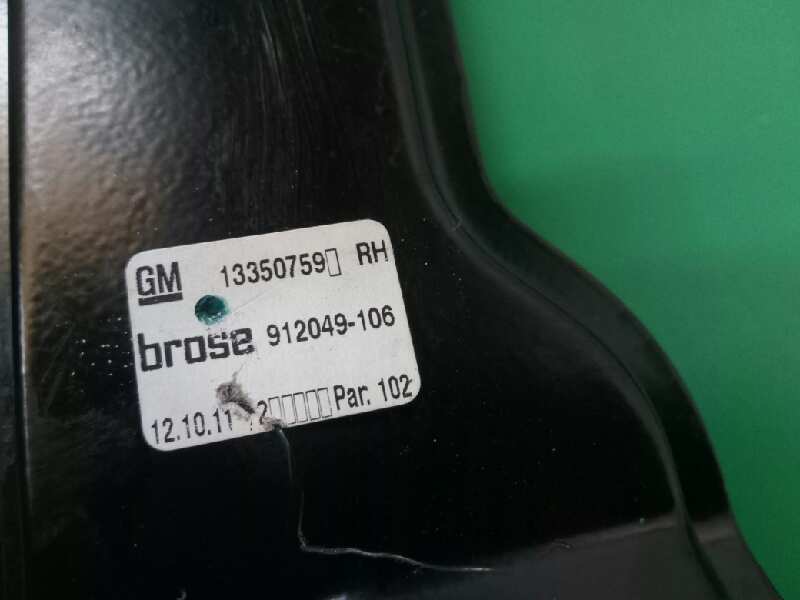 GM 13350759▯ RH
brose 912049-106
12.10.11 ▯▯▯▯▯ Par. 102